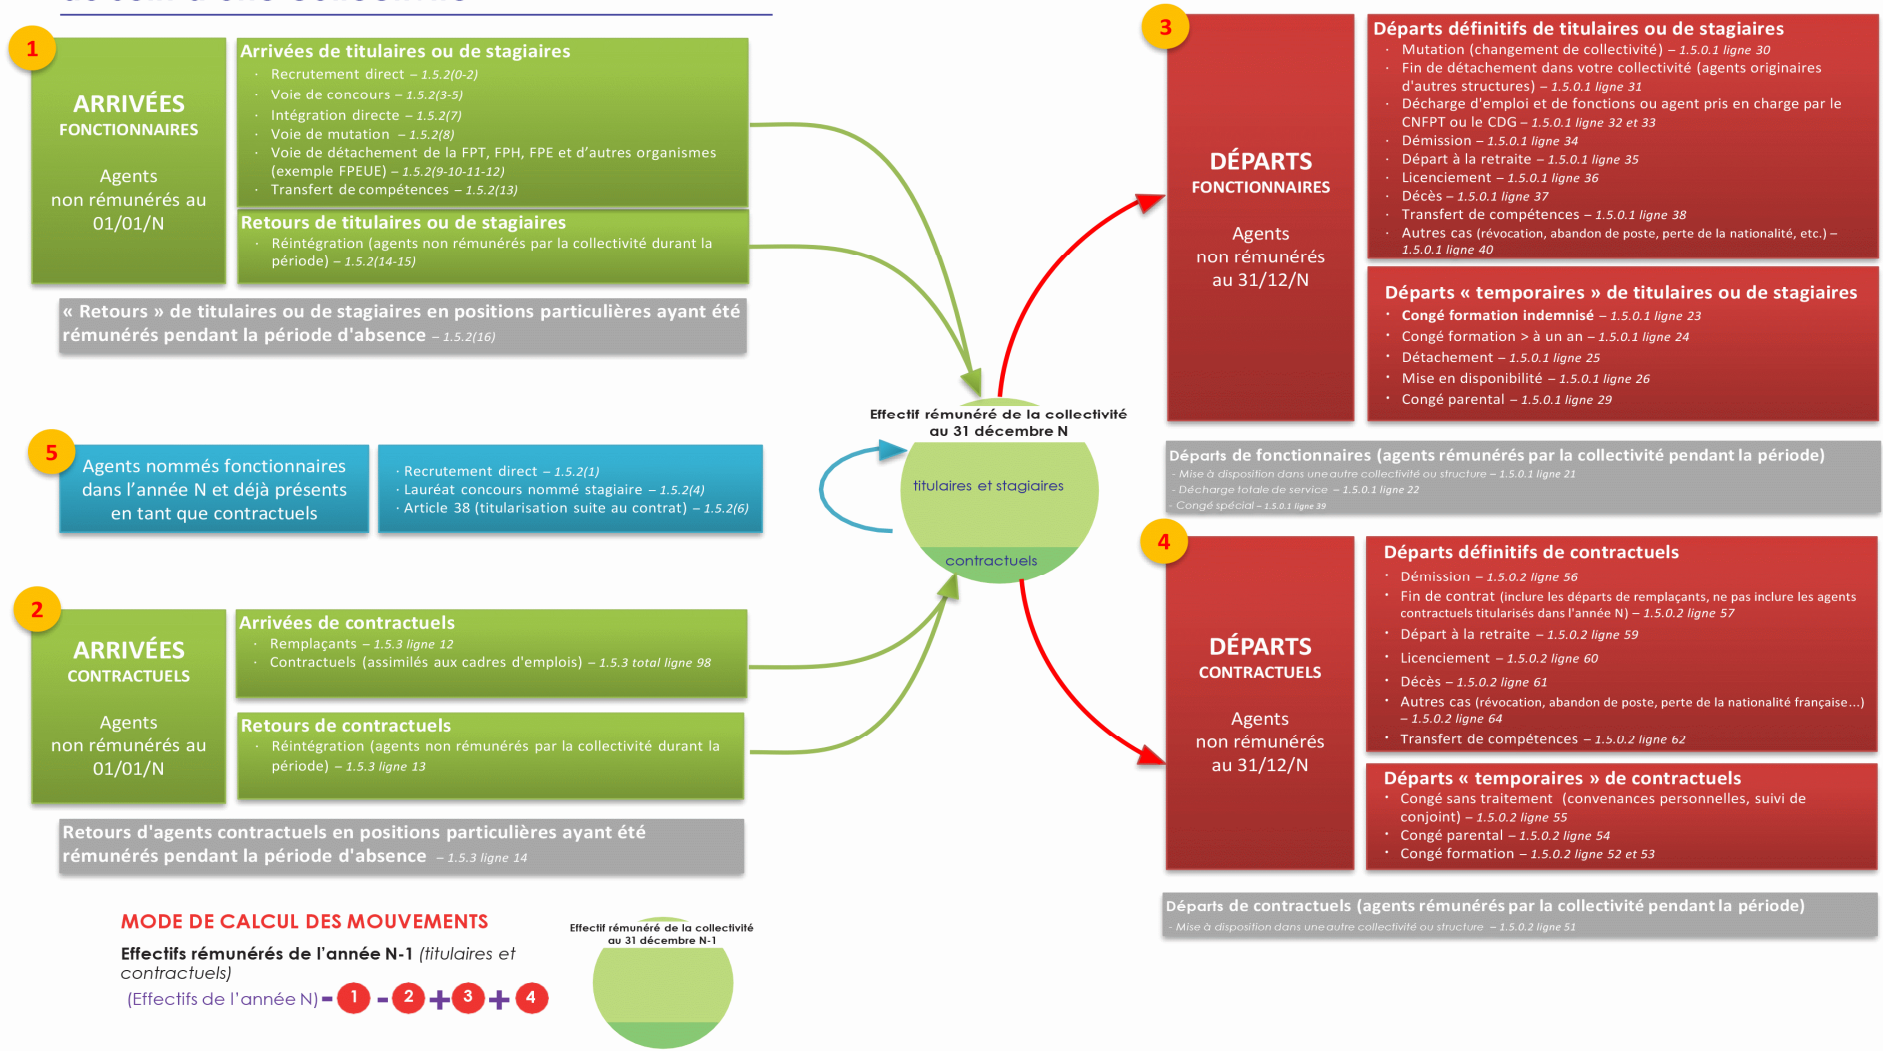 1
ARRIVÉES
FONCTIONNAIRES
Agents
non rémunérés au
01/01/N
Arrivées de titulaires ou de stagiaires
· Recrutement direct – 1.5.2(0-2)
· Voie de concours – 1.5.2(3-5)
· Intégration directe – 1.5.2(7)
· Voie de mutation – 1.5.2(8)
· Voie de détachement de la FPT, FPH, FPE et d’autres organismes
(exemple FPEUE) – 1.5.2(9-10-11-12)
· Transfert de compétences – 1.5.2(13)
Retours de titulaires ou de stagiaires
· Réintégration (agents non rémunérés par la collectivité durant la
période) – 1.5.2(14-15)
« Retours » de titulaires ou de stagiaires en positions particulières ayant été
rémunérés pendant la période d'absence – 1.5.2(16)
5
Agents nommés fonctionnaires
dans l’année N et déjà présents
en tant que contractuels
· Recrutement direct – 1.5.2(1)
· Lauréat concours nommé stagiaire – 1.5.2(4)
· Article 38 (titularisation suite au contrat) – 1.5.2(6)
2
ARRIVÉES
CONTRACTUELS
Agents
non rémunérés au
01/01/N
Arrivées de contractuels
· Remplaçants – 1.5.3 ligne 12
· Contractuels (assimilés aux cadres d'emplois) – 1.5.3 total ligne 98
Retours de contractuels
· Réintégration (agents non rémunérés par la collectivité durant la
période) – 1.5.3 ligne 13
Retours d'agents contractuels en positions particulières ayant été
rémunérés pendant la période d'absence – 1.5.3 ligne 14
MODE DE CALCUL DES MOUVEMENTS
Effectifs rémunérés de l’année N-1 (titulaires et
contractuels)
(Effectifs de l’année N) - 1 - 2 + 3 + 4
Effectif rémunéré de la collectivité
au 31 décembre N-1
Effectif rémunéré de la collectivité
au 31 décembre N
titulaires et stagiaires
contractuels
3
DÉPARTS
FONCTIONNAIRES
Agents
non rémunérés
au 31/12/N
Départs définitifs de titulaires ou de stagiaires
· Mutation (changement de collectivité) – 1.5.0.1 ligne 30
· Fin de détachement dans votre collectivité (agents originaires
d'autres structures) – 1.5.0.1 ligne 31
· Décharge d'emploi et de fonctions ou agent pris en charge par le
CNFPT ou le CDG – 1.5.0.1 ligne 32 et 33
· Démission – 1.5.0.1 ligne 34
· Départ à la retraite – 1.5.0.1 ligne 35
· Licenciement – 1.5.0.1 ligne 36
· Décès – 1.5.0.1 ligne 37
· Transfert de compétences – 1.5.0.1 ligne 38
· Autres cas (révocation, abandon de poste, perte de la nationalité, etc.) –
1.5.0.1 ligne 40
Départs « temporaires » de titulaires ou de stagiaires
· Congé formation indemnisé – 1.5.0.1 ligne 23
· Congé formation > à un an – 1.5.0.1 ligne 24
· Détachement – 1.5.0.1 ligne 25
· Mise en disponibilité – 1.5.0.1 ligne 26
· Congé parental – 1.5.0.1 ligne 29
Départs de fonctionnaires (agents rémunérés par la collectivité pendant la période)
- Mise à disposition dans une autre collectivité ou structure – 1.5.0.1 ligne 21
- Décharge totale de service – 1.5.0.1 ligne 22
- Congé spécial – 1.5.0.1 ligne 39
4
DÉPARTS
CONTRACTUELS
Agents
non rémunérés
au 31/12/N
Départs définitifs de contractuels
· Démission – 1.5.0.2 ligne 56
· Fin de contrat (inclure les départs de remplaçants, ne pas inclure les agents
contractuels titularisés dans l'année N) – 1.5.0.2 ligne 57
· Départ à la retraite – 1.5.0.2 ligne 59
· Licenciement – 1.5.0.2 ligne 60
· Décès – 1.5.0.2 ligne 61
· Autres cas (révocation, abandon de poste, perte de la nationalité française…)
– 1.5.0.2 ligne 64
· Transfert de compétences – 1.5.0.2 ligne 62
Départs « temporaires » de contractuels
· Congé sans traitement (convenances personnelles, suivi de
conjoint) – 1.5.0.2 ligne 55
· Congé parental – 1.5.0.2 ligne 54
· Congé formation – 1.5.0.2 ligne 52 et 53
Départs de contractuels (agents rémunérés par la collectivité pendant la période)
- Mise à disposition dans une autre collectivité ou structure – 1.5.0.2 ligne 51